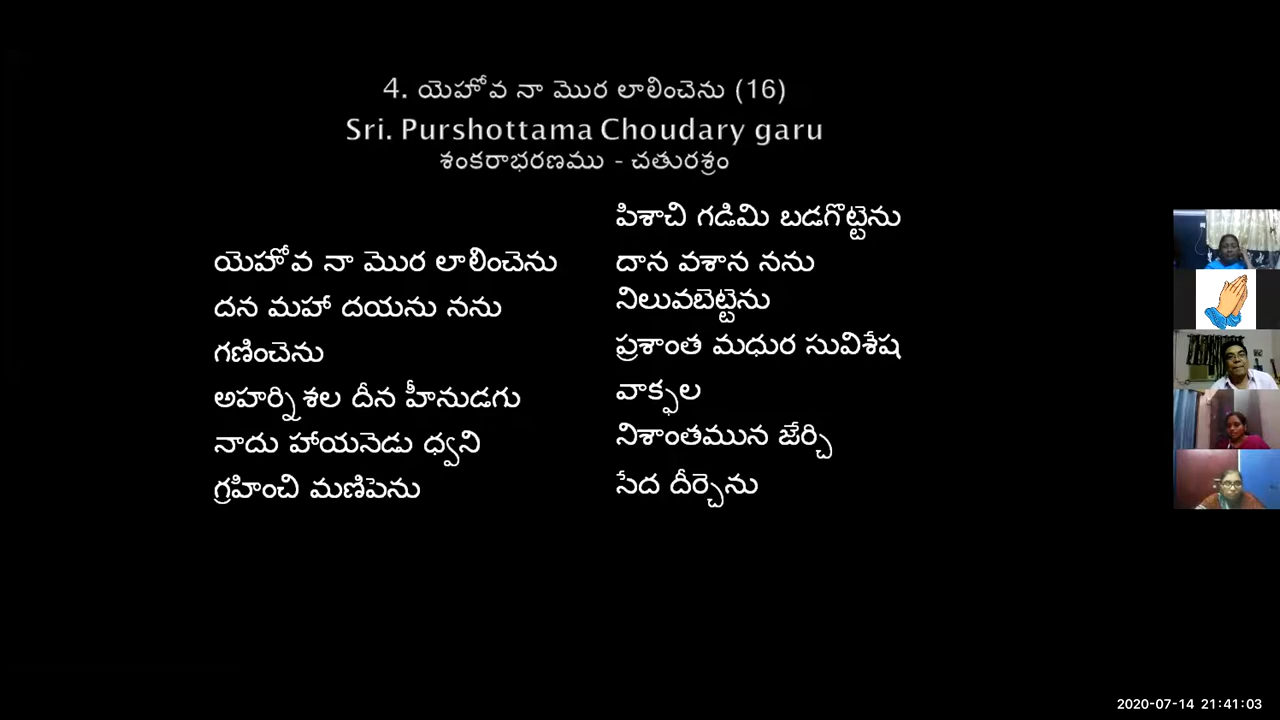 4. యెహోవ నా మొర లాలించెను (16)
Sri. Purshottama Choudary garu
శంకరాభరణము - చతురశ్రం
యెహోవ నా మొర లాలించెను
దన మహా దయను నను
గణించెను
అహర్నిశల దీన హీనుడగు
నాదు హాయనెడు ధ్వని
గ్రహించి మణిపెను
పిశాచి గడిమి బడగొట్టెను
దాన వశాన నను
నిలువబెట్టెను
ప్రశాంత మధుర సువిశేష
వాక్ఫల
నిశాంతమున జేర్చి
సేద దీర్చెను
2020-07-14 21:41:03